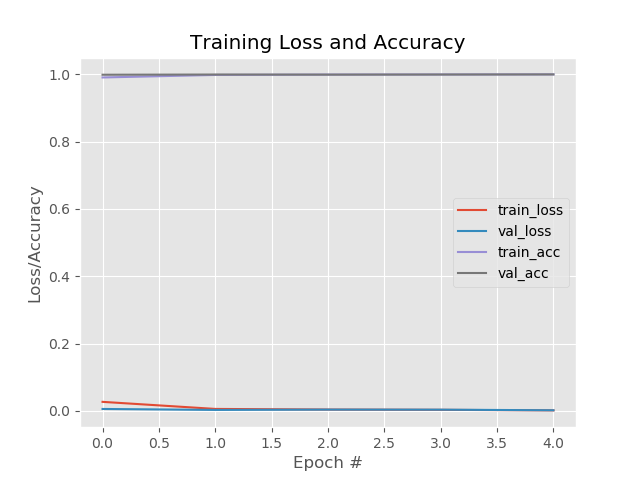 Training Loss and Accuracy
Loss/Accuracy
1.0
0.8
0.6
0.4
0.2
0.0
train_loss
val_loss
train_acc
val_acc
0.0 0.5 1.0 1.5 2.0 2.5 3.0 3.5 4.0
Epoch #